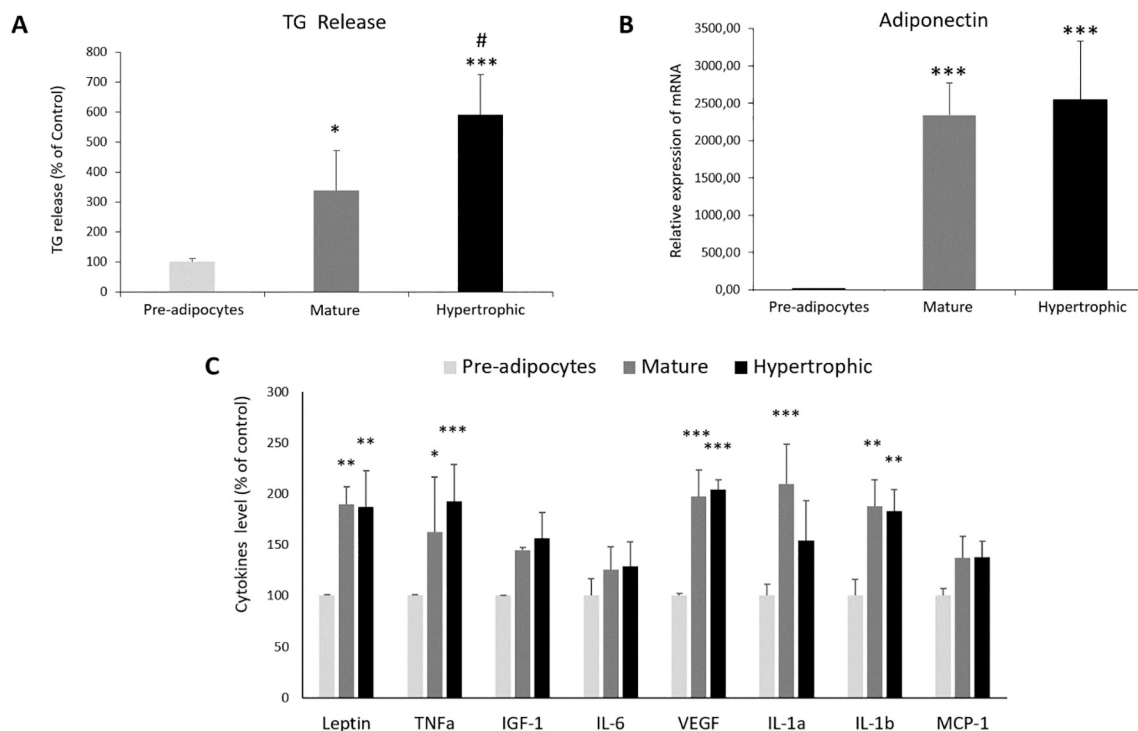 A
TG Release
TG release (% of Control)
800
700
600
500
400
300
200
100
0
*
#
***
Pre-adipocytes
Mature
Hypertrophic
B
Adiponectin
Relative expression of mRNA
3500,00
3000,00
2500,00
2000,00
1500,00
1000,00
500,00
0,00
***
***
Pre-adipocytes
Mature
Hypertrophic
C
Pre-adipocytes Mature Hypertrophic
Cytokines level (% of control)
300
250
200
150
100
50
0
**
**
*
***
***
***
***
**
**
Leptin TNFa IGF-1 IL-6 VEGF IL-1a IL-1b MCP-1